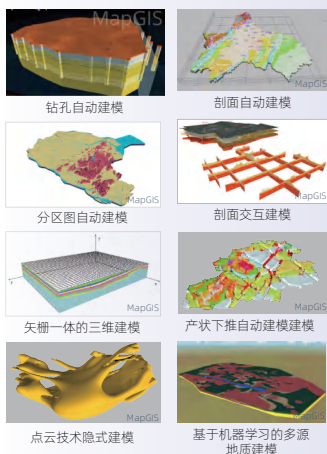 MapGIS
钻孔自动建模
剖面自动建模
MapGIS
分区图自动建模
MapGIS
剖面交互建模
MapGIS
矢栅一体的三维建模
MapGIS
产状下推自动建模建模
MapGIS
点云技术隐式建模
MapGIS
基于机器学习的多源
地质建模